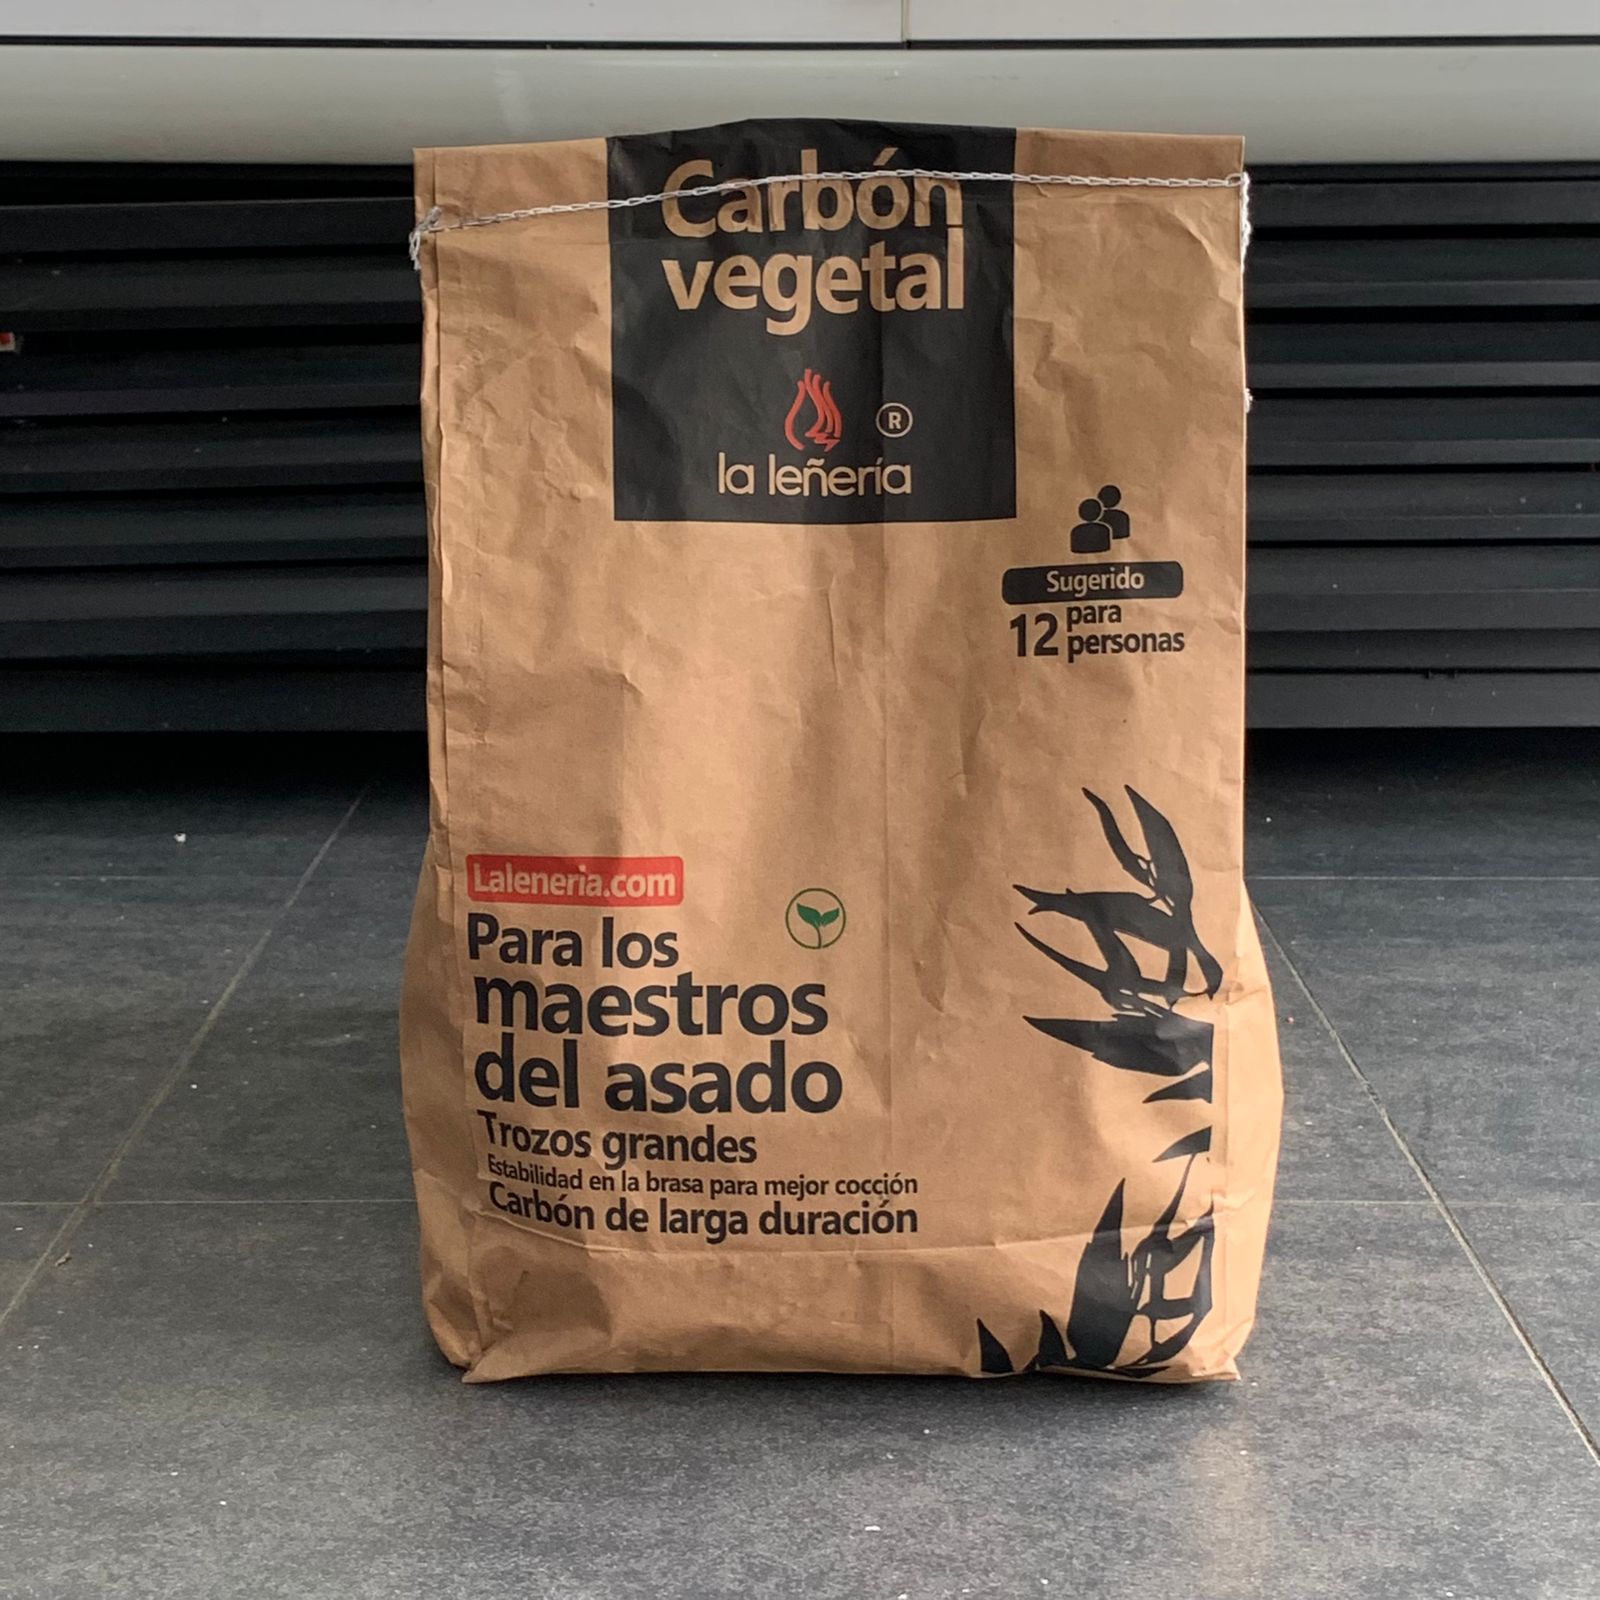 Carbón
vegetal
®
la leñería
Sugerido
12 para
personas
Laleneria.com
Para los
maestros
del asado
Trozos grandes
Estabilidad en la brasa para mejor cocción
Carbón de larga duración